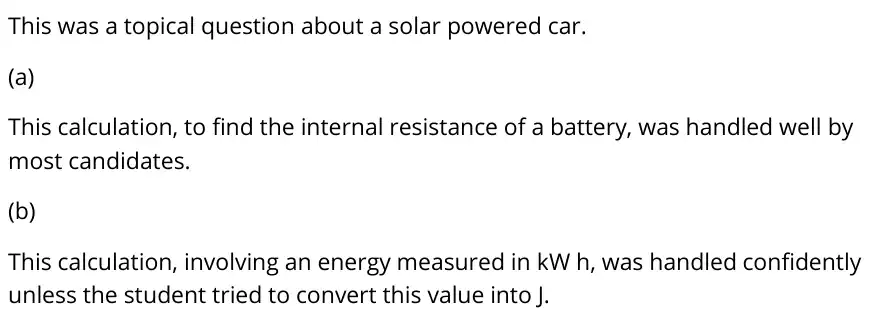 This was a topical question about a solar powered car.
(a)
This calculation, to find the internal resistance of a battery, was handled well by
most candidates.
(b)
This calculation, involving an energy measured in kW h, was handled confidently
unless the student tried to convert this value into J.